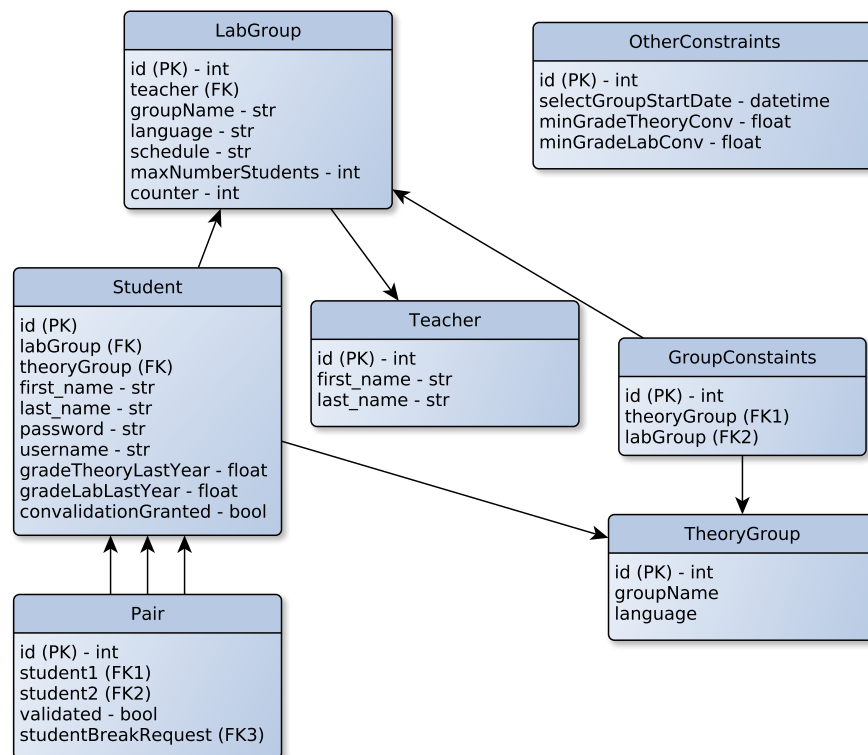 LabGroup
id (PK) - int
teacher (FK)
groupName - str
language - str
schedule - str
maxNumberStudents - int
counter - int
OtherConstraints
id (PK) - int
selectGroupStartDate - datetime
minGradeTheoryConv - float
minGradeLabConv - float
Student
id (PK)
labGroup (FK)
theoryGroup (FK)
first_name - str
last_name - str
password - str
username - str
gradeTheoryLastYear - float
gradeLabLastYear - float
convalidationGranted - bool
Teacher
id (PK) - int
first_name - str
last_name - str
GroupConstaints
id (PK) - int
theoryGroup (FK1)
labGroup (FK2)
TheoryGroup
id (PK) - int
groupName
language
Pair
id (PK) - int
student1 (FK1)
student2 (FK2)
validated - bool
studentBreakRequest (FK3)